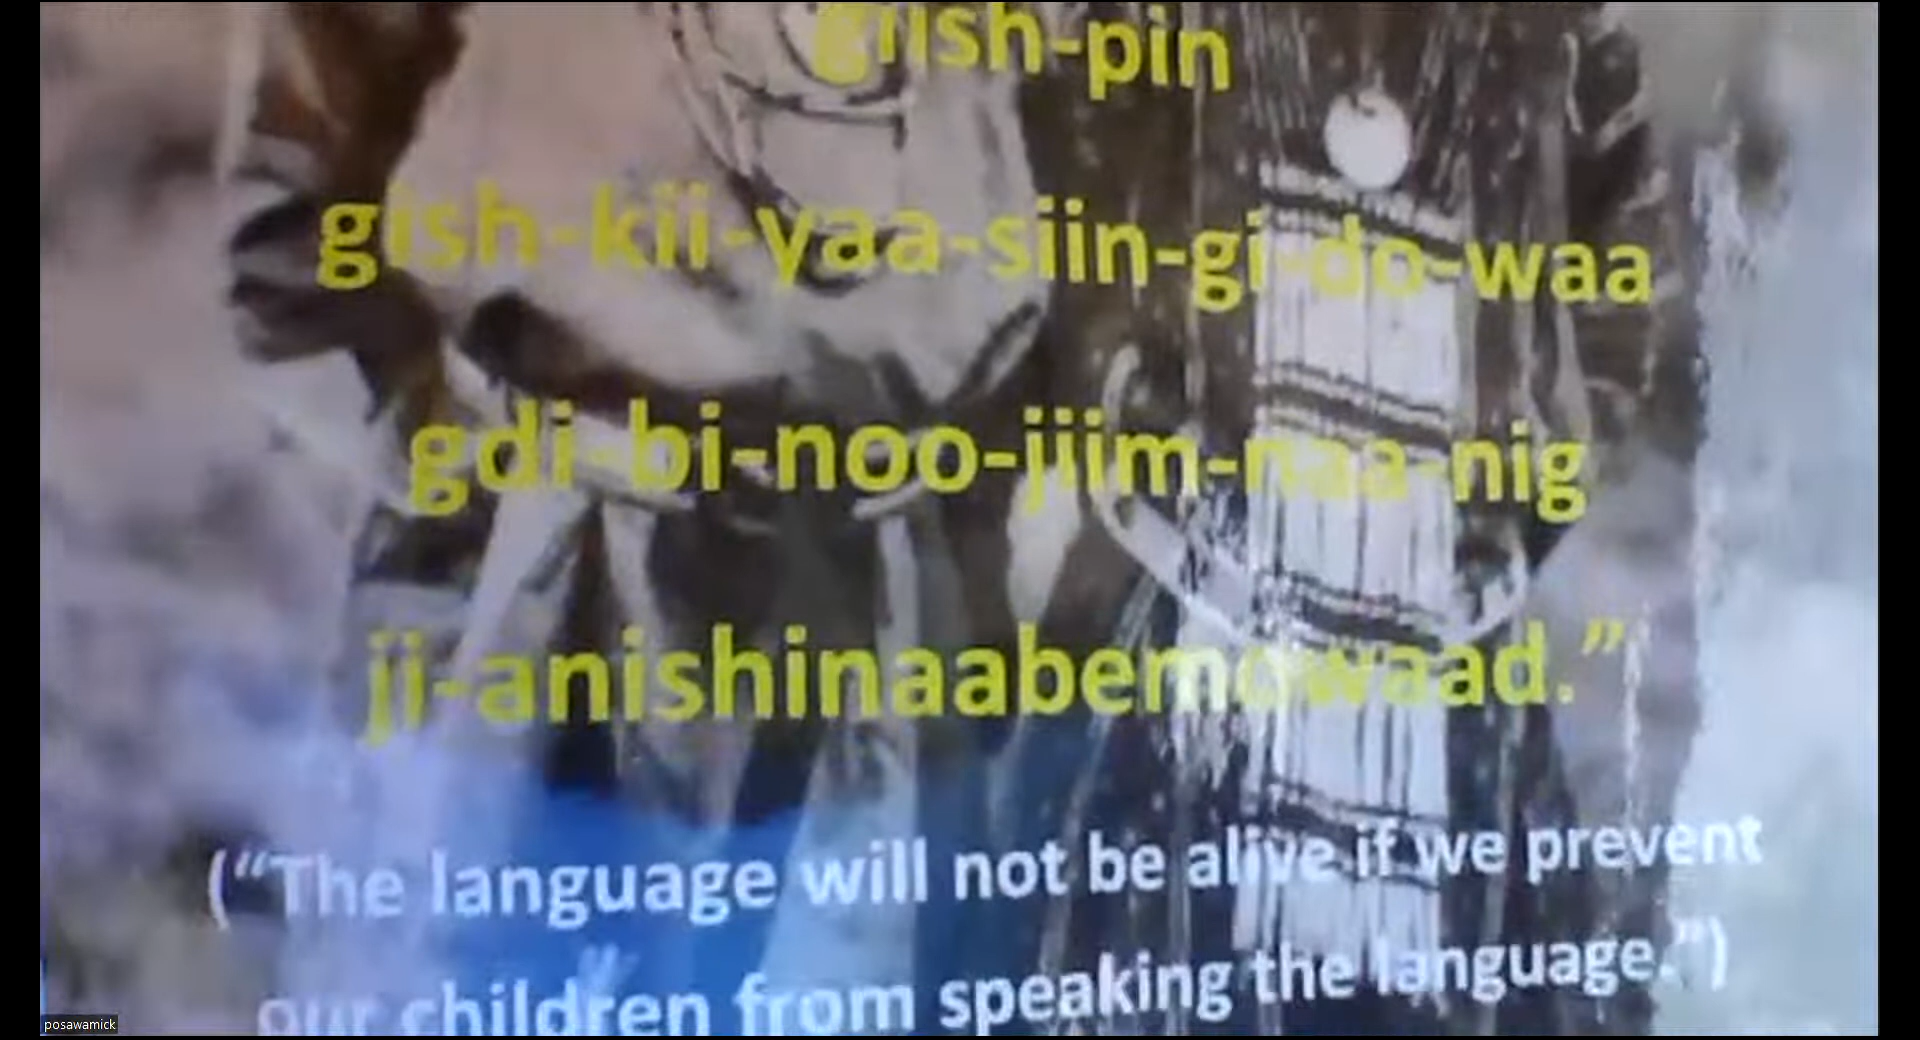 giish-pin
gish-kii-yaa-siin-gi-do-waa
gdi-bi-noo-jiim-naa-nig
ji-anishinaabemowaad.”
(“The language will not be alive if we prevent
our children from speaking the language.”)
posawamick